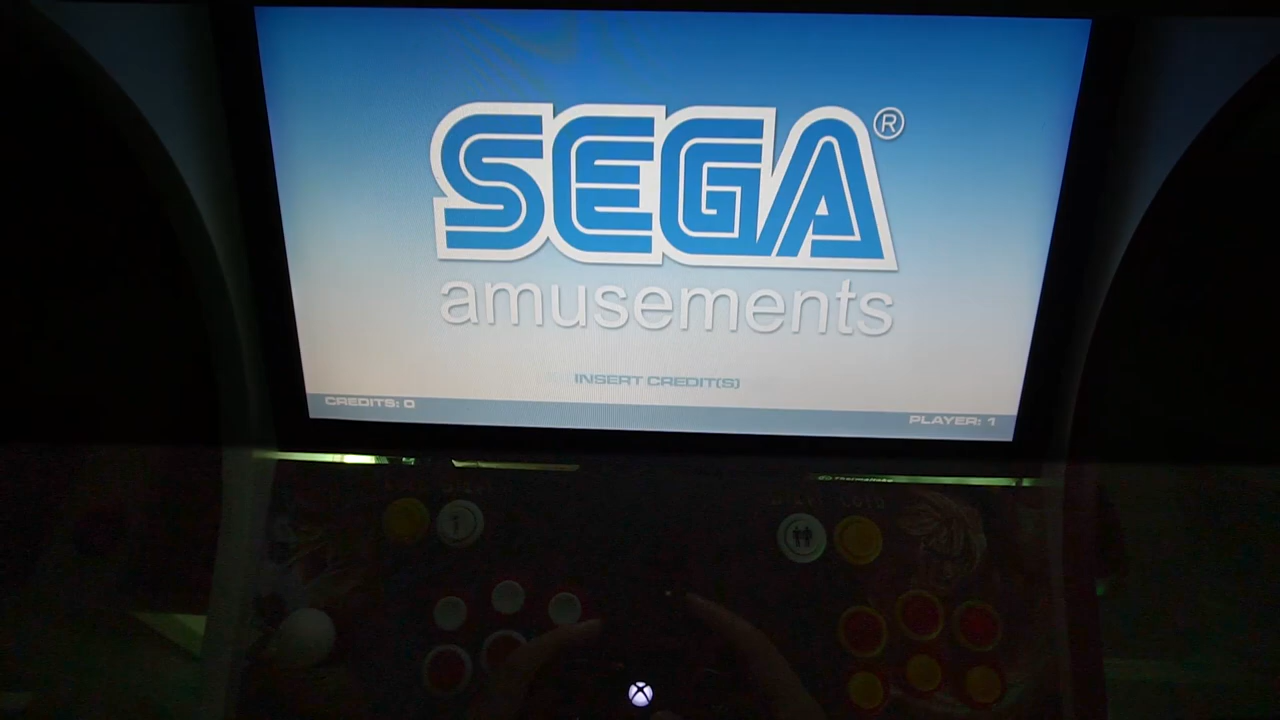 SEGA®
amusements
INSERT CREDIT(S)
CREDITS: 0
PLAYER: 1